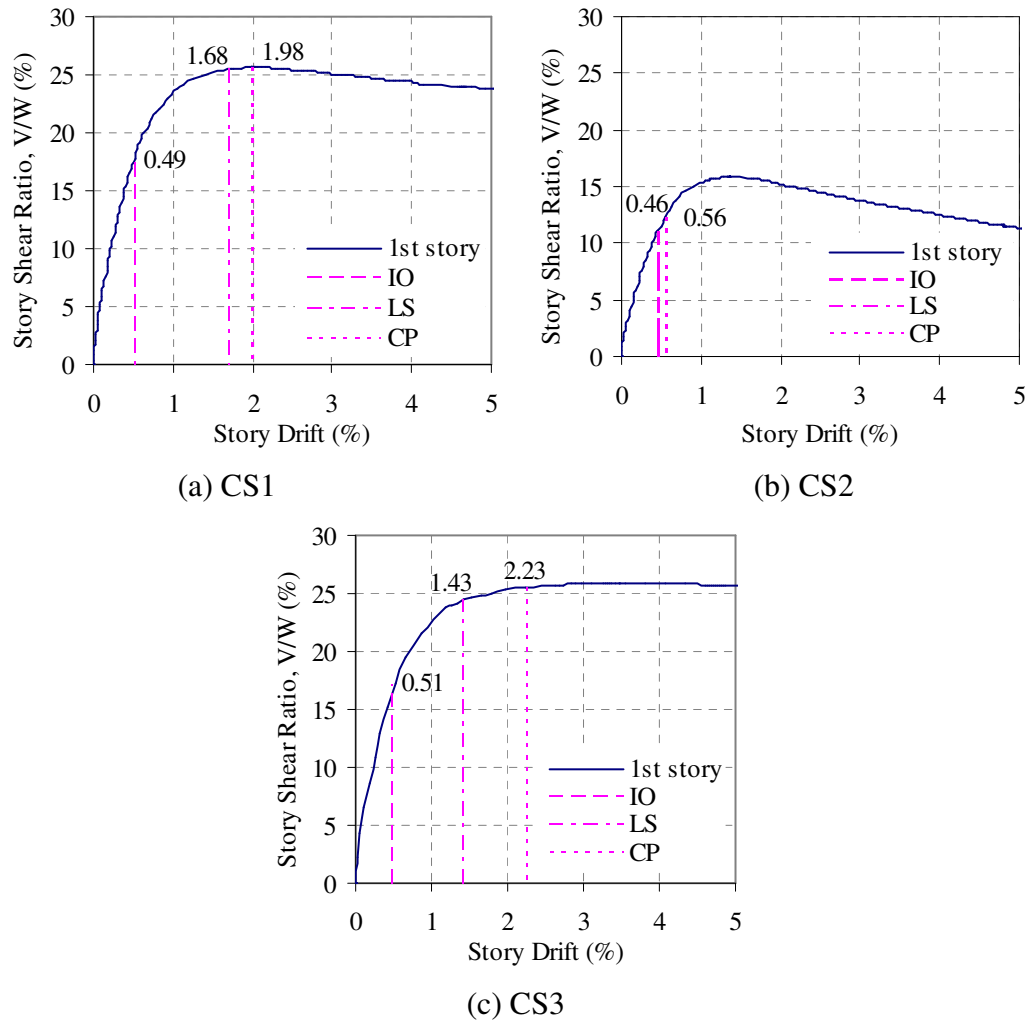 30
25
20
15
10
5
0
Story Shear Ratio, V/W (%)
1.68
1.98
0.49
1st story
IO
LS
CP
0 1 2 3 4 5
Story Drift (%)
(a) CS1
30
25
20
15
10
5
0
Story Shear Ratio, V/W (%)
0.46
0.56
1st story
IO
LS
CP
0 1 2 3 4 5
Story Drift (%)
(b) CS2
30
25
20
15
10
5
0
Story Shear Ratio, V/W (%)
1.43
2.23
0.51
1st story
IO
LS
CP
0 1 2 3 4 5
Story Drift (%)
(c) CS3